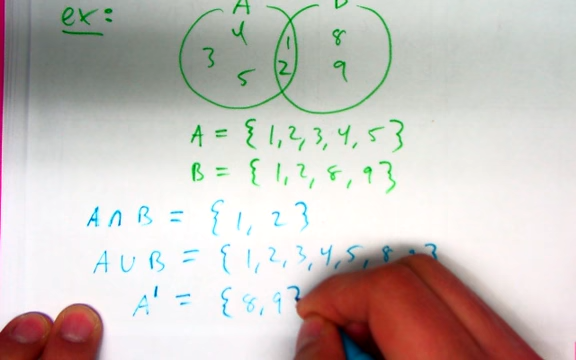 ex:
A
4 1 8
3
5 2 9
A = {1,2,3,4,5}
B = {1,2,8,9}
A∩B = {1,2}
A∪B = {1,2,3,4,5,8
A' = {8,9}